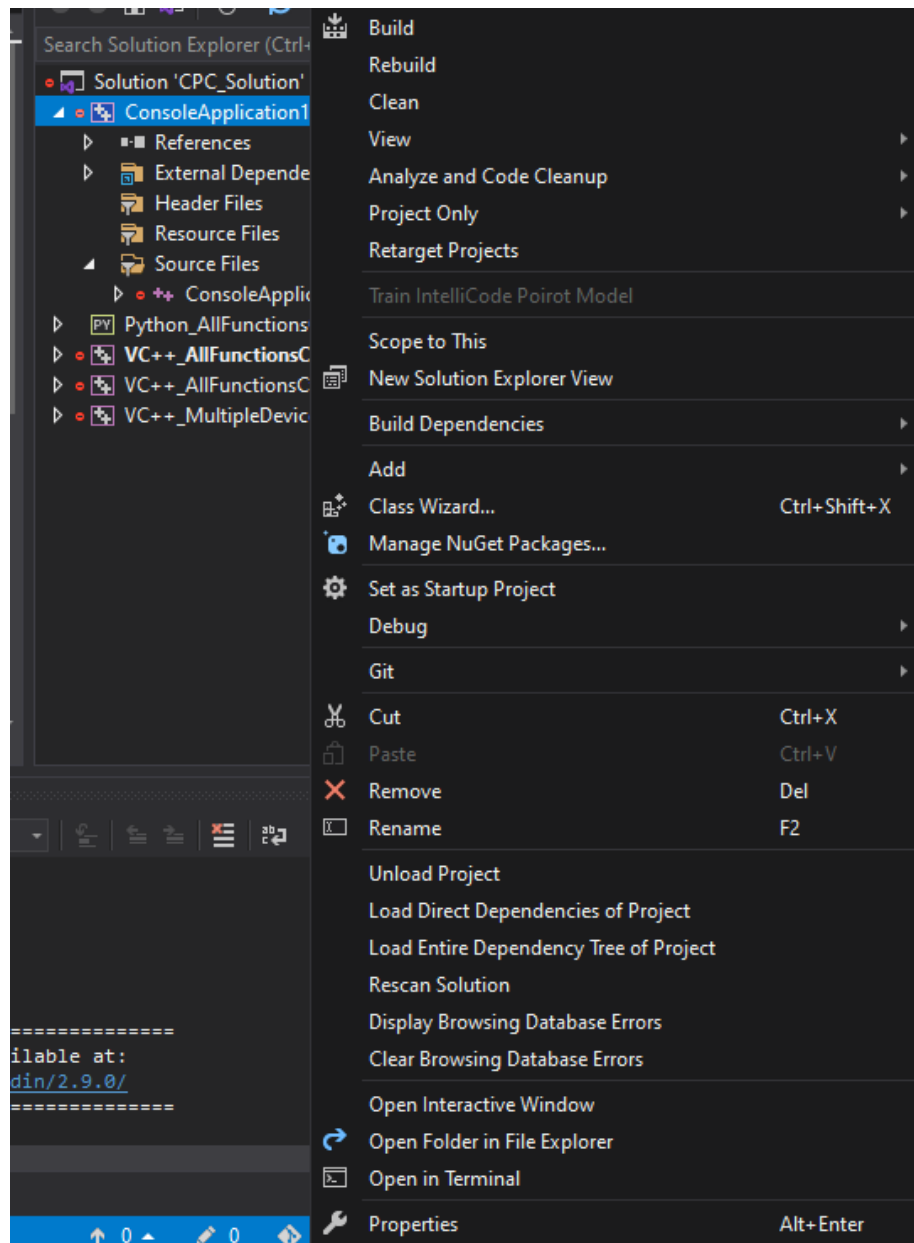 Search Solution Explorer (Ctrl+
Solution 'CPC_Solution'
ConsoleApplication1
References
External Depende
Header Files
Resource Files
Source Files
ConsoleApplic
PY Python_AllFunctions
VC++_AllFunctionsC
VC++_AllFunctionsC
VC++_MultipleDevic
Build
Rebuild
Clean
View
Analyze and Code Cleanup
Project Only
Retarget Projects
Train IntelliCode Poirot Model
Scope to This
New Solution Explorer View
Build Dependencies
Add
Class Wizard... Ctrl+Shift+X
Manage NuGet Packages...
Set as Startup Project
Debug
Git
Cut Ctrl+X
Paste Ctrl+V
Remove Del
Rename F2
Unload Project
Load Direct Dependencies of Project
Load Entire Dependency Tree of Project
Rescan Solution
Display Browsing Database Errors
Clear Browsing Database Errors
Open Interactive Window
Open Folder in File Explorer
Open in Terminal
Properties Alt+Enter
==============
ilable at:
din/2.9.0/
==============
0 0